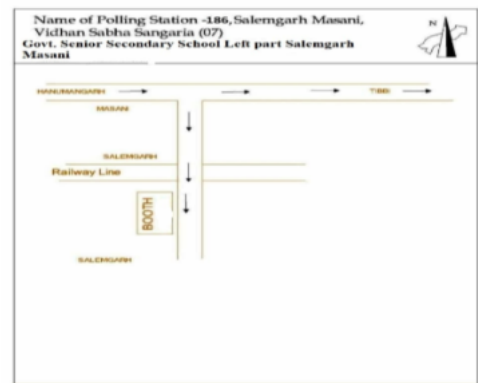 Name of Polling Station -186,Salemgarh Masani,
Vidhan Sabha Sangaria (07)
Govt. Senior Secondary School Left part Salemgarh
Masani
N
HANUMANGARH
TIBBI
MASANI
SALEMGARH
Railway Line
BOOTH
SALEMGARH